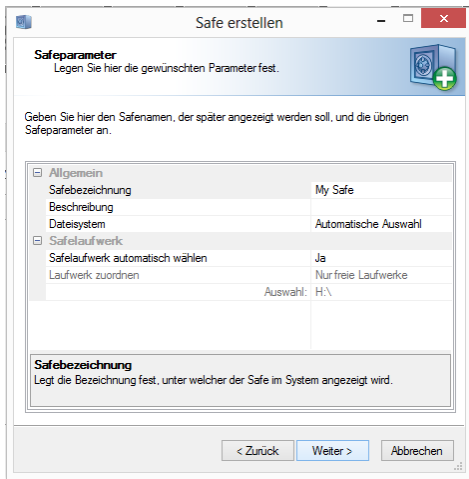 Safe erstellen
Safeparameter
Legen Sie hier die gewünschten Parameter fest.
Geben Sie hier den Safenamen, der später angezeigt werden soll, und die übrigen
Safeparameter an.
Allgemein
Safebezeichnung My Safe
Beschreibung
Dateisystem Automatische Auswahl
Safelaufwerk
Safelaufwerk automatisch wählen Ja
Laufwerk zuordnen Nur freie Laufwerke
Auswahl: H:\
Safebezeichnung
Legt die Bezeichnung fest, unter welcher der Safe im System angezeigt wird.
< Zurück Weiter > Abbrechen